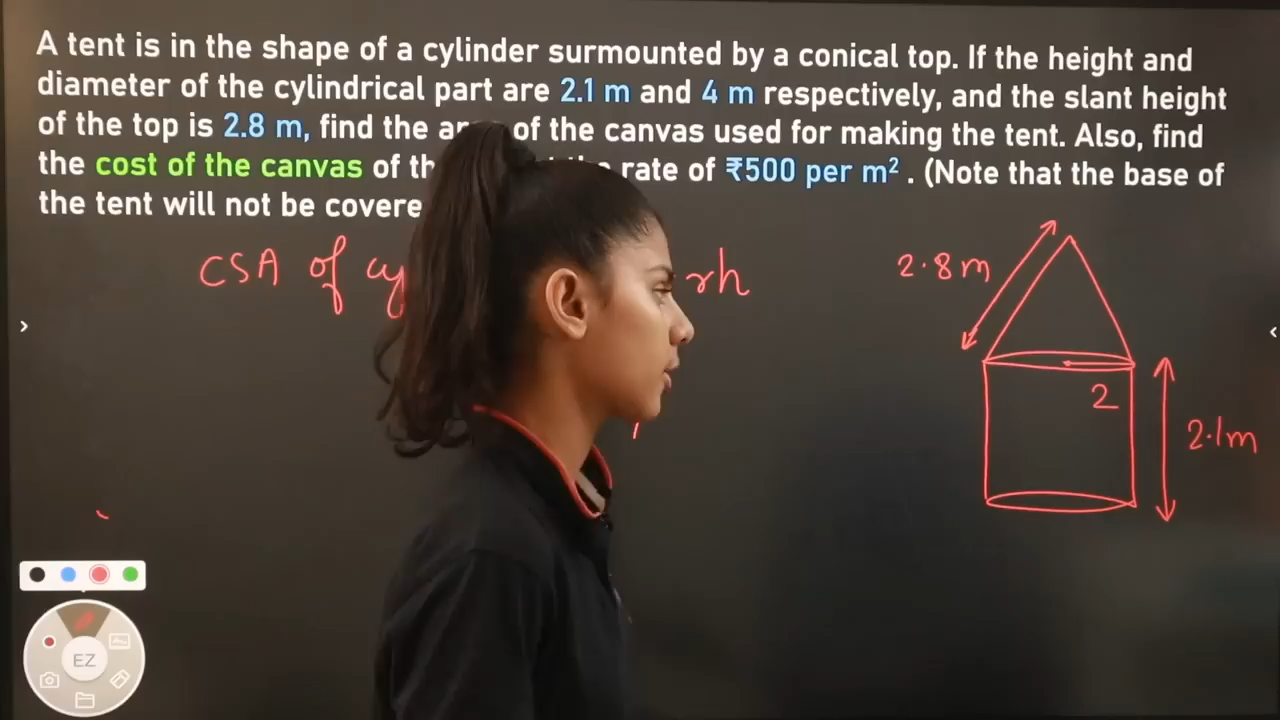 A tent is in the shape of a cylinder surmounted by a conical top. If the height and
diameter of the cylindrical part are 2.1 m and 4 m respectively, and the slant height
of the top is 2.8 m, find the of the canvas used for making the tent. Also, find
the cost of the canvas of rate of ₹500 per m² . (Note that the base of
the tent will not be
CSA of rh
2.8m
2
2.1m
EZ